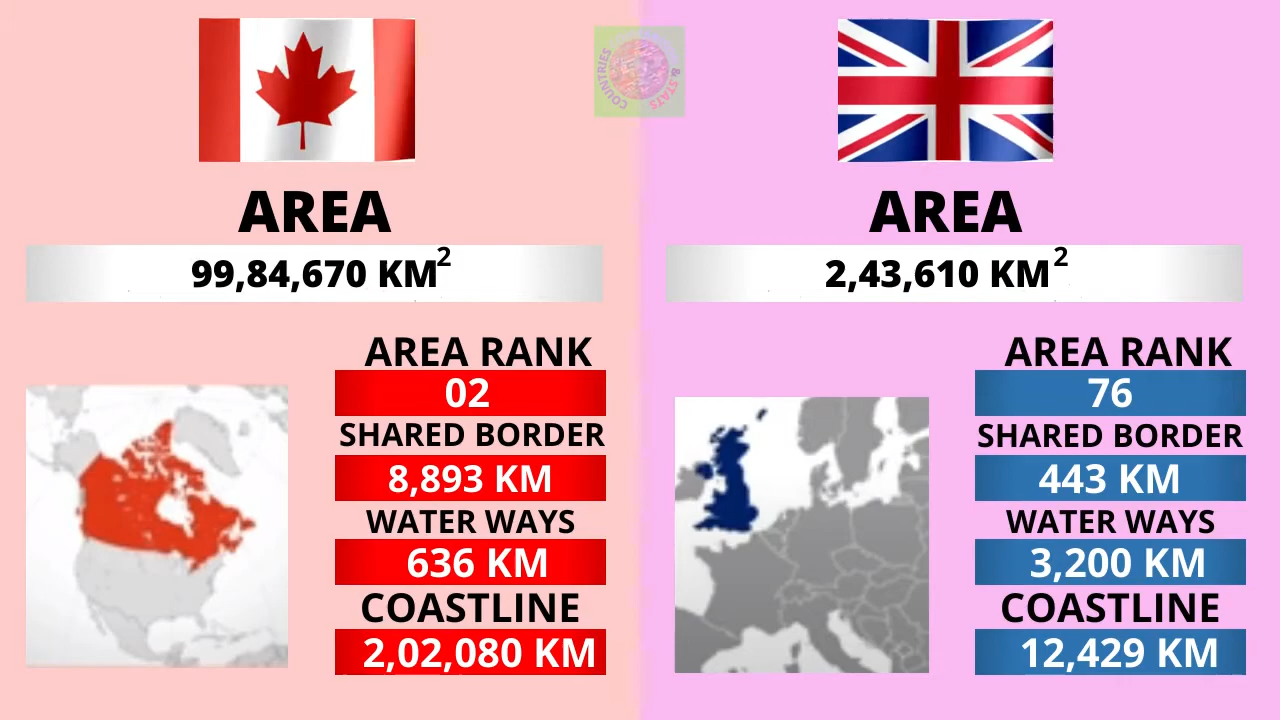 COUNTRIES & STATS
AREA
99,84,670 KM²
AREA RANK
02
SHARED BORDER
8,893 KM
WATER WAYS
636 KM
COASTLINE
2,02,080 KM
AREA
2,43,610 KM²
AREA RANK
76
SHARED BORDER
443 KM
WATER WAYS
3,200 KM
COASTLINE
12,429 KM